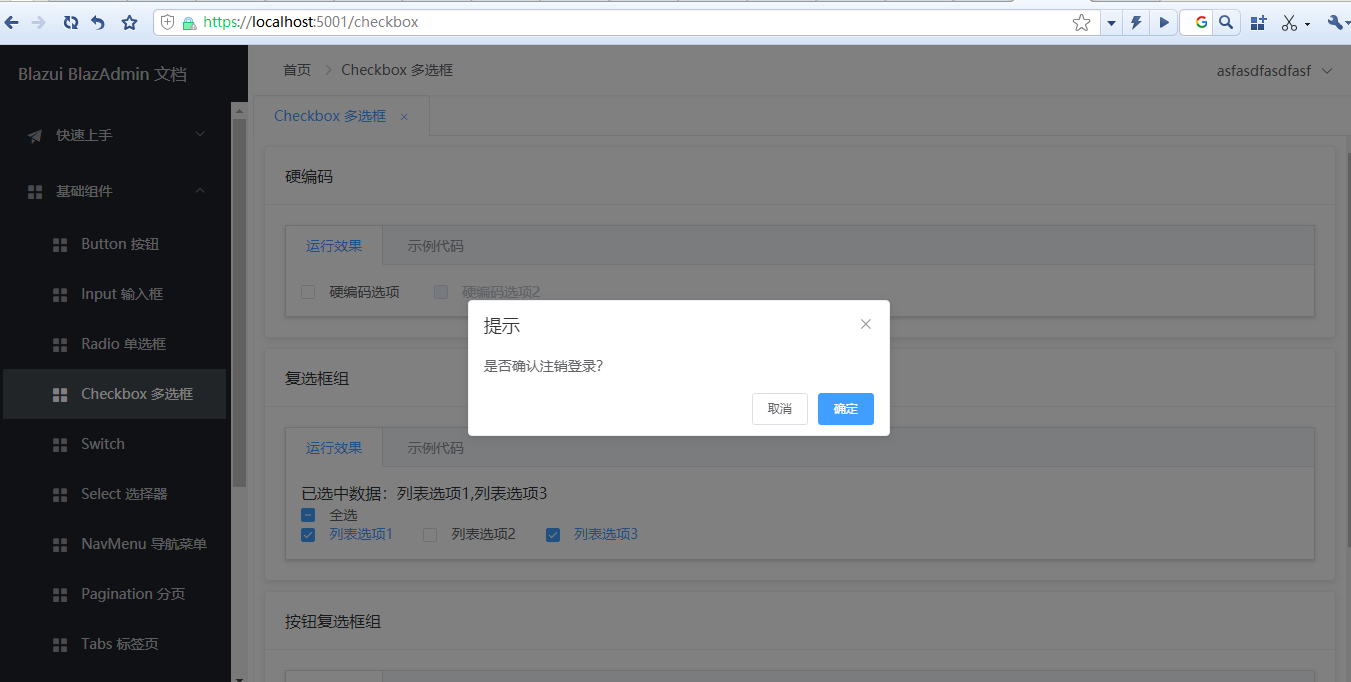 https://localhost:5001/checkbox
Blazui BlazAdmin 文档
首页 Checkbox 多选框
asfasdfasdfasf
快速上手
基础组件
Button 按钮
Input 输入框
Radio 单选框
Checkbox 多选框
Switch
Select 选择器
NavMenu 导航菜单
Pagination 分页
Tabs 标签页
Checkbox 多选框
硬编码
运行效果 示例代码
硬编码选项 硬编码选项2
提示
是否确认注销登录?
取消 确定
复选框组
运行效果 示例代码
已选中数据：列表选项1,列表选项3
全选
列表选项1 列表选项2 列表选项3
按钮复选框组